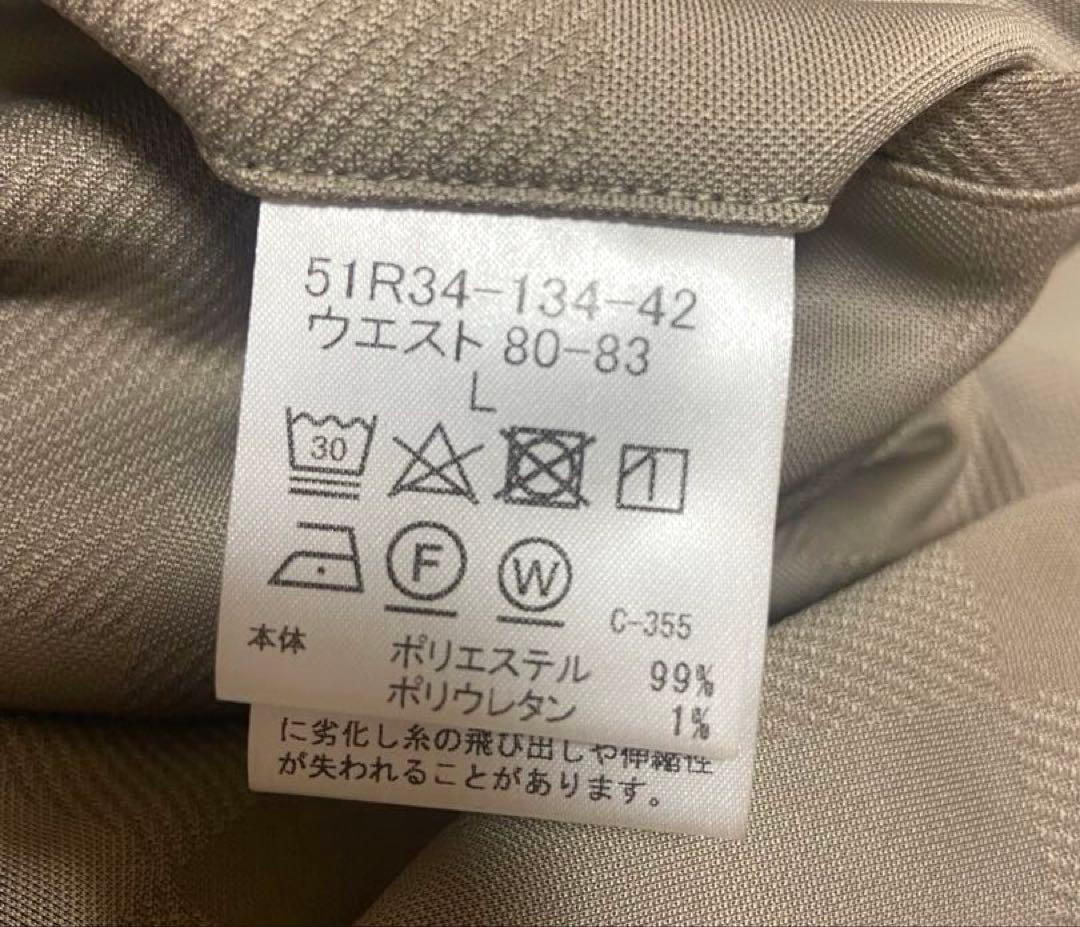 51R34-134-42
ウエスト 80-83
L
30
F W
C-355
本体 ポリエステル 99%
ポリウレタン 1%
に劣化し糸の飛び出しや伸縮性
が失われることがあります。